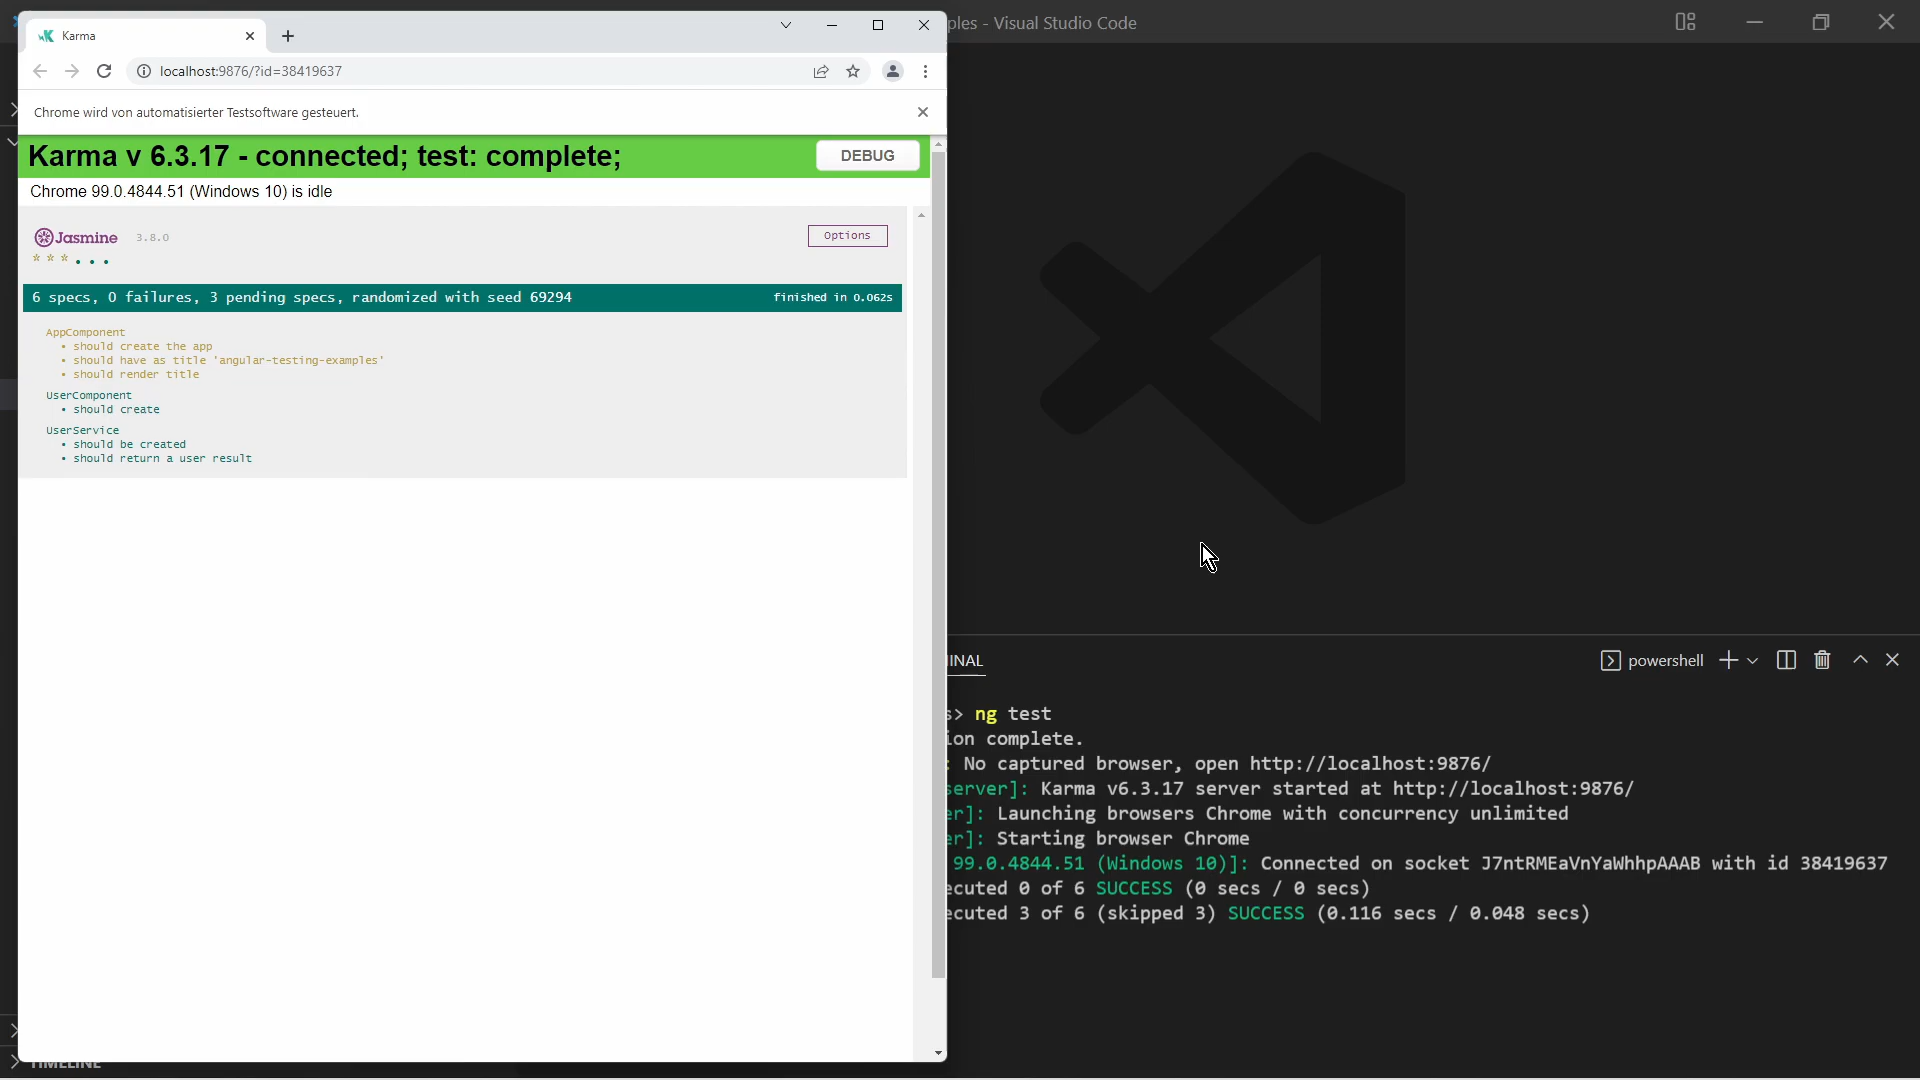 Karma
ples - Visual Studio Code
localhost:9876/?id=38419637
Chrome wird von automatisierter Testsoftware gesteuert.
Karma v 6.3.17 - connected; test: complete;
DEBUG
Chrome 99.0.4844.51 (Windows 10) is idle
Jasmine 3.8.0
Options
6 specs, 0 failures, 3 pending specs, randomized with seed 69294
finished in 0.062s
AppComponent
• should create the app
• should have as title 'angular-testing-examples'
• should render title
UserComponent
• should create
UserService
• should be created
• should return a user result
INAL
powershell
s> ng test
ion complete.
: No captured browser, open http://localhost:9876/
server]: Karma v6.3.17 server started at http://localhost:9876/
er]: Launching browsers Chrome with concurrency unlimited
er]: Starting browser Chrome
99.0.4844.51 (Windows 10)]: Connected on socket J7ntRMEaVnYaWhhpAAAB with id 38419637
ecuted 0 of 6 SUCCESS (0 secs / 0 secs)
ecuted 3 of 6 (skipped 3) SUCCESS (0.116 secs / 0.048 secs)
TIMELINE